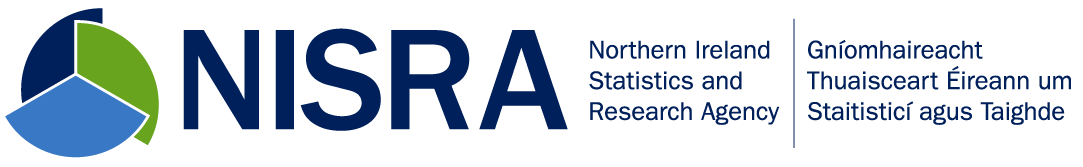 NISRA
Northern Ireland
Statistics and
Research Agency
Gníomhaireacht
Thuaisceart Éireann um
Staitisticí agus Taighde